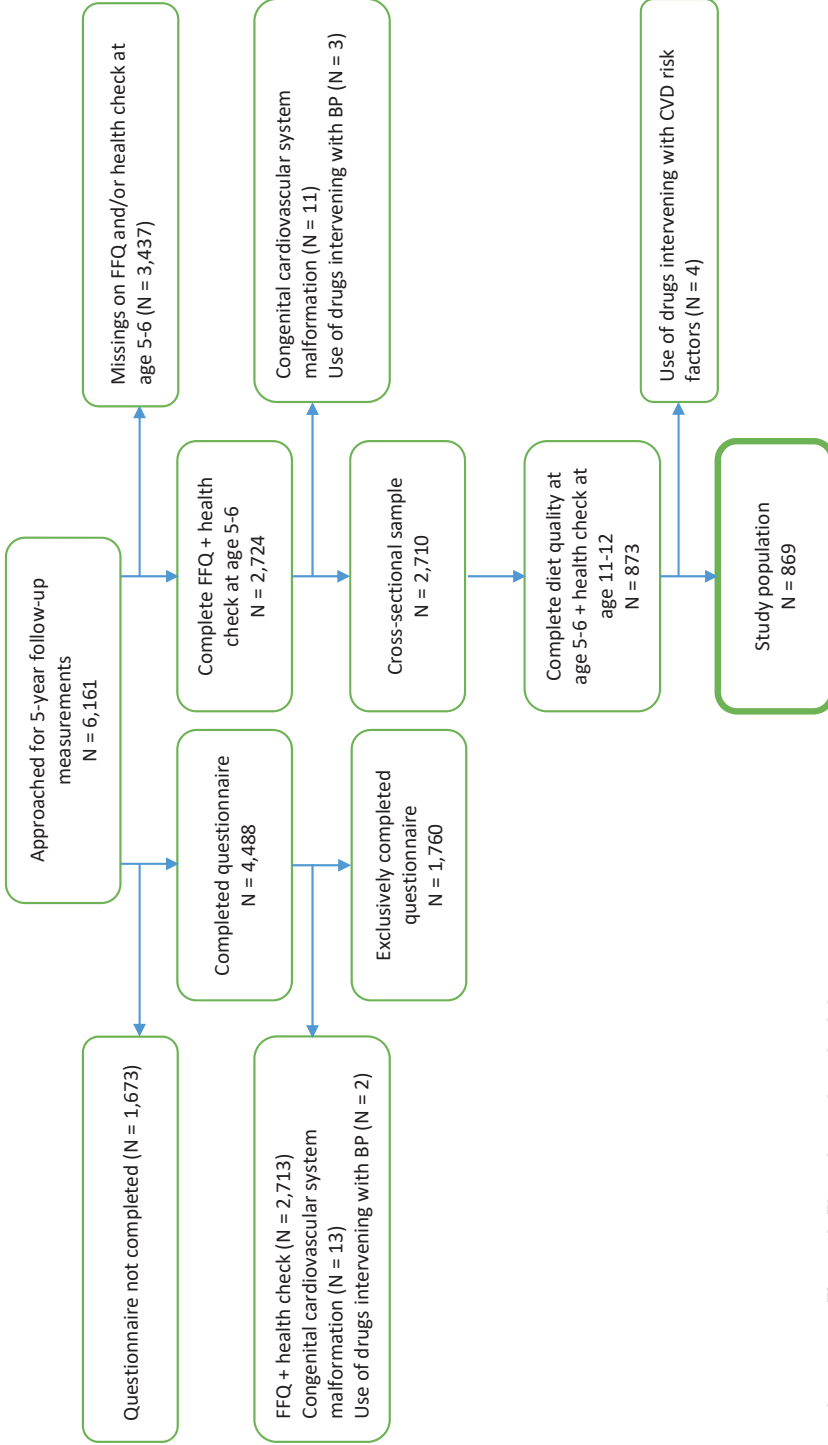 Approached for 5-year follow-up
measurements
N = 6,161
Questionnaire not completed (N = 1,673)
Missings on FFQ and/or health check at
age 5-6 (N = 3,437)
Completed questionnaire
N = 4,488
Complete FFQ + health
check at age 5-6
N = 2,724
FFQ + health check (N = 2,713)
Congenital cardiovascular system
malformation (N = 13)
Use of drugs intervening with BP (N = 2)
Congenital cardiovascular system
malformation (N = 11)
Use of drugs intervening with BP (N = 3)
Exclusively completed
questionnaire
N = 1,760
Cross-sectional sample
N = 2,710
Complete diet quality at
age 5-6 + health check at
age 11-12
N = 873
Use of drugs intervening with CVD risk
factors (N = 4)
Study population
N = 869